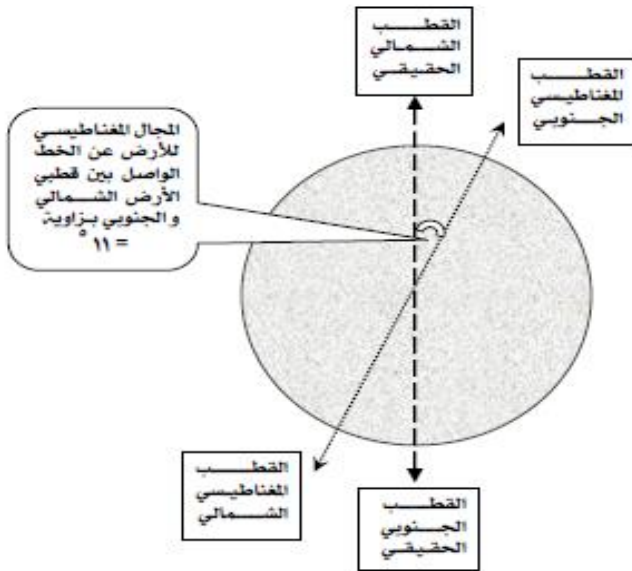 القطب
الشمالي
الحقيقي
القطب
المغناطيسي
الجنوبي
المجال المغناطيسي
للأرض عن الخط
الواصل بين قطبي
الأرض الشمالي
و الجنوبي بزاوية
= ١١ °
القطب
المغناطيسي
الشمالي
القطب
الجنوبي
الحقيقي